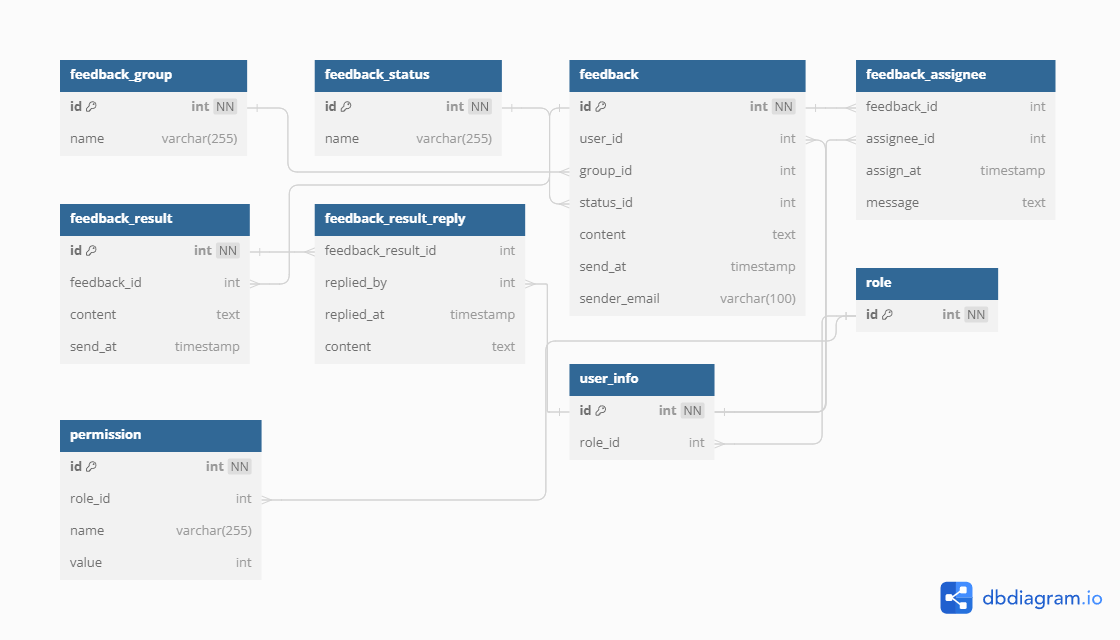 feedback_group
id int NN
name varchar(255)
feedback_status
id int NN
name varchar(255)
feedback
id int NN
user_id int
group_id int
status_id int
content text
send_at timestamp
sender_email varchar(100)
feedback_assignee
feedback_id int
assignee_id int
assign_at timestamp
message text
feedback_result
id int NN
feedback_id int
content text
send_at timestamp
feedback_result_reply
feedback_result_id int
replied_by int
replied_at timestamp
content text
role
id int NN
user_info
id int NN
role_id int
permission
id int NN
role_id int
name varchar(255)
value int
dbdiagram.io